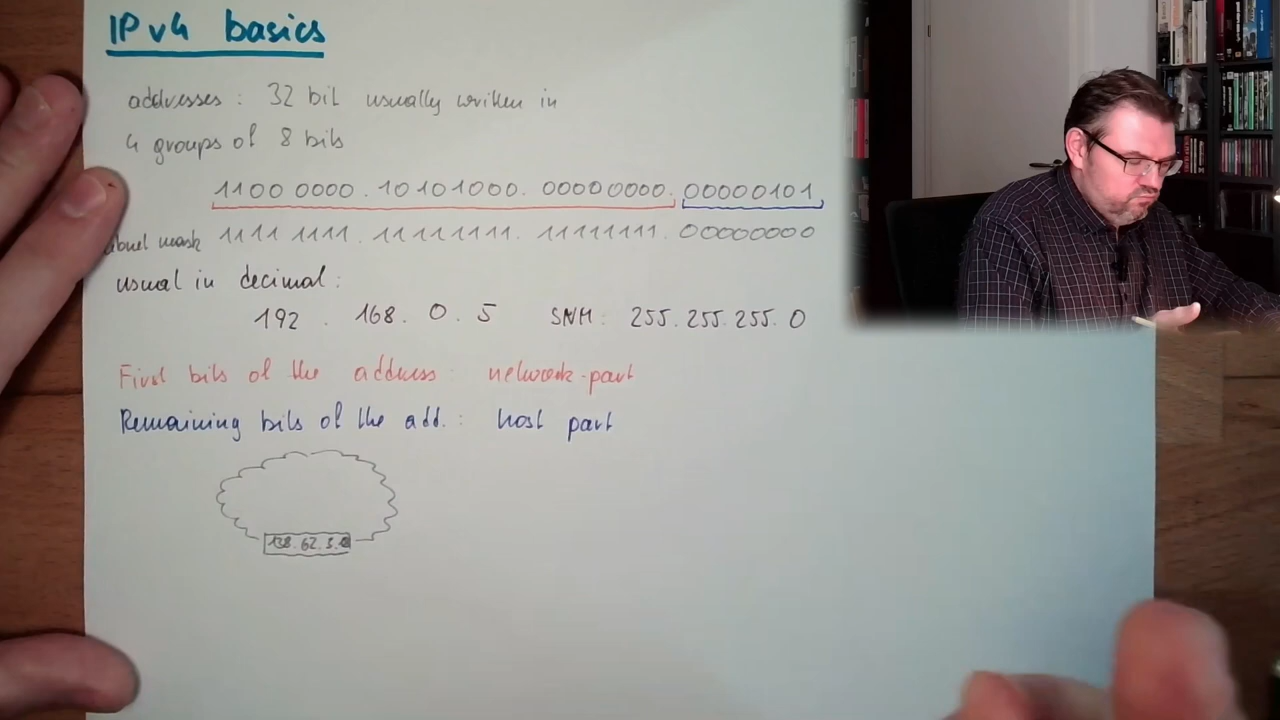 IPv4 basics
addresses: 32 bit usually written in
4 groups of 8 bits
1100 0000.10101000.00000000.00000101
mask 1111 1111.11111111.11111111.00000000
usual in decimal:
192.168.0.5 SNM: 255.255.255.0
First bits of the address: network-part
Remaining bits of the add.: host part